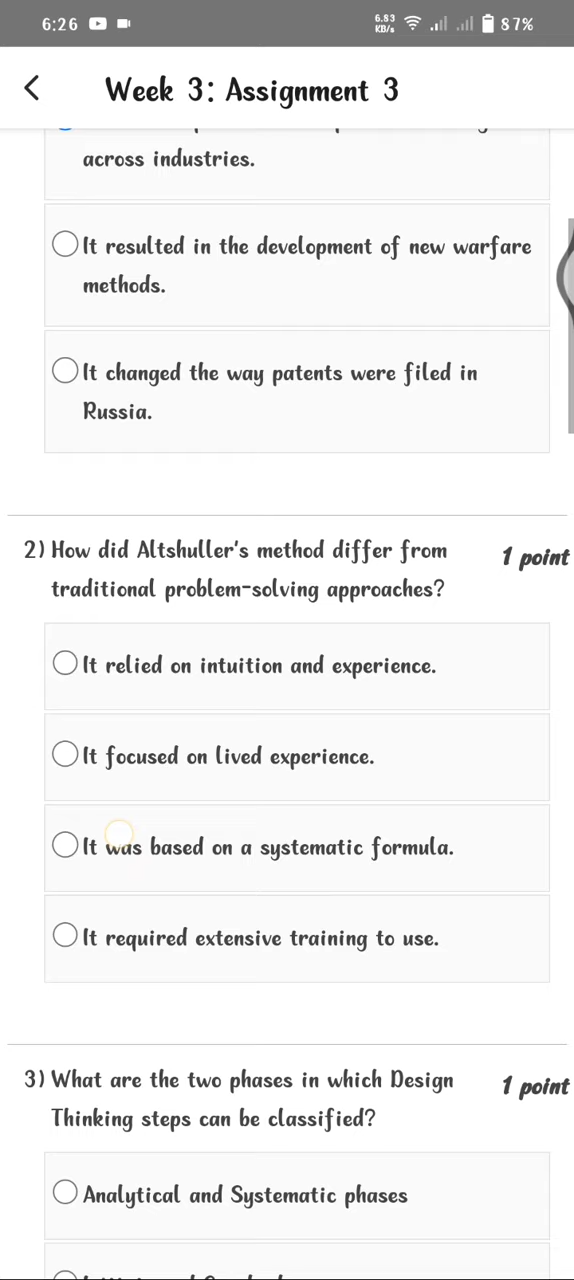 6:26
6.83
KB/s
87%
Week 3: Assignment 3
across industries.
It resulted in the development of new warfare
methods.
It changed the way patents were filed in
Russia.
2) How did Altshuller's method differ from
traditional problem-solving approaches?
1 point
It relied on intuition and experience.
It focused on lived experience.
It was based on a systematic formula.
It required extensive training to use.
3) What are the two phases in which Design
Thinking steps can be classified?
1 point
Analytical and Systematic phases